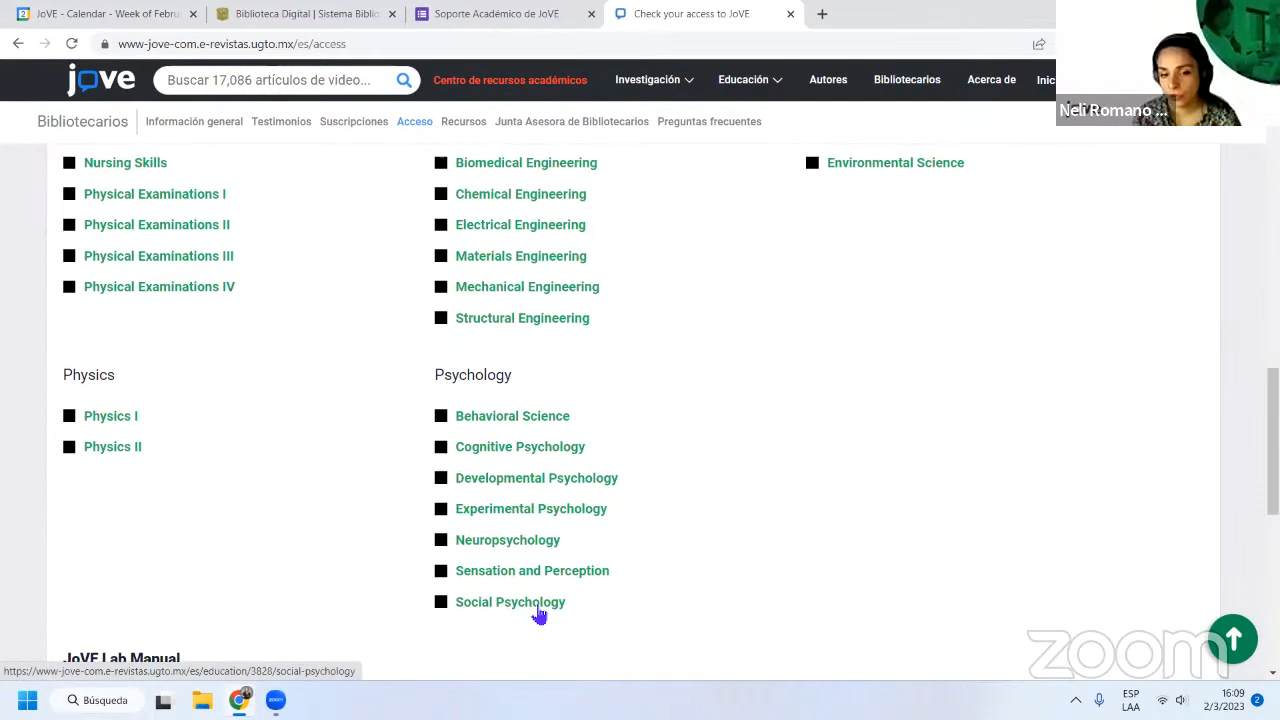 2023 - Calendar - Week of Febru
Biblioteca Digital | Sistema Biblio
Soporte Académico de JoVE
Check your access to JoVE
www-jove-com.e-revistas.ugto.mx/es/access
jove
Buscar 17,086 artículos de video...
Centro de recursos académicos
Investigación
Educación
Autores
Bibliotecarios
Acerca de
Inic
Neli Romano ...
Bibliotecarios
Información general
Testimonios
Suscripciones
Acceso
Recursos
Junta Asesora de Bibliotecarios
Preguntas frecuentes
Nursing Skills
Physical Examinations I
Physical Examinations II
Physical Examinations III
Physical Examinations IV
Biomedical Engineering
Chemical Engineering
Electrical Engineering
Materials Engineering
Mechanical Engineering
Structural Engineering
Environmental Science
Physics
Physics I
Physics II
Psychology
Behavioral Science
Cognitive Psychology
Developmental Psychology
Experimental Psychology
Neuropsychology
Sensation and Perception
Social Psychology
JoVE Lab Manual
https://www-jove-com.e-revistas.ugto.mx/es/education/3828/social-psychology
zoom
Búsqueda
zoom
ESP
LAA
16:09
2/3/2023
2